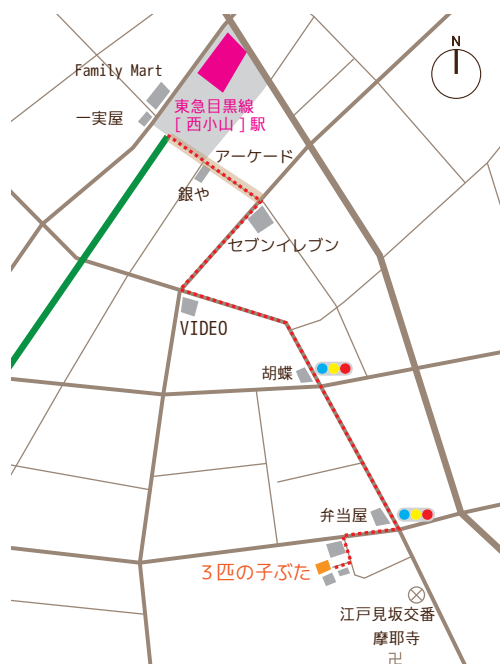 N
Family Mart
一実屋
東急目黒線
[ 西小山 ] 駅
アーケード
銀や
セブンイレブン
VIDEO
胡蝶
弁当屋
３匹の子ぶた
江戸見坂交番
摩耶寺
卍